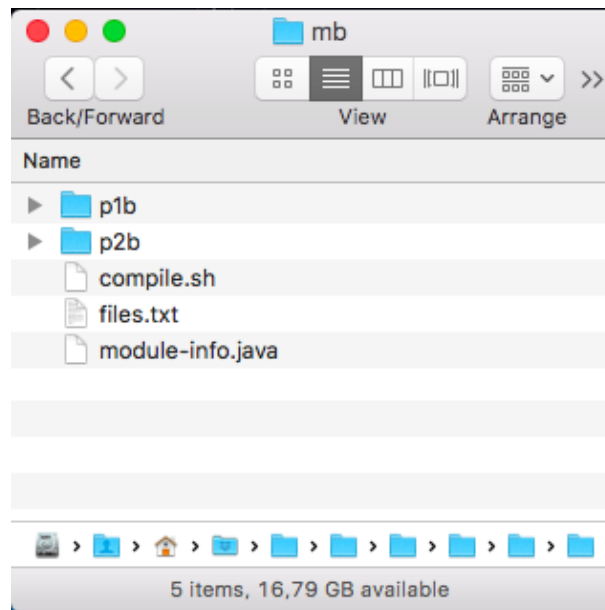 mb
Back/Forward View Arrange
Name
p1b
p2b
compile.sh
files.txt
module-info.java
5 items, 16,79 GB available